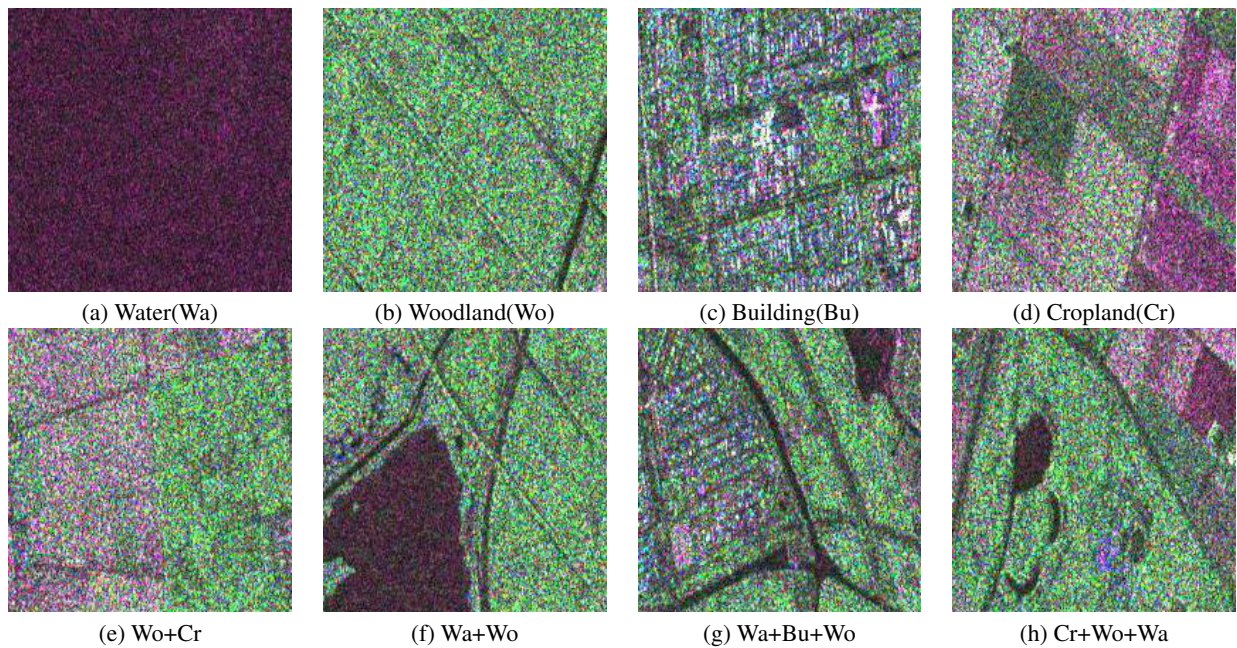 (a) Water(Wa)
(b) Woodland(Wo)
(c) Building(Bu)
(d) Cropland(Cr)
(e) Wo+Cr
(f) Wa+Wo
(g) Wa+Bu+Wo
(h) Cr+Wo+Wa